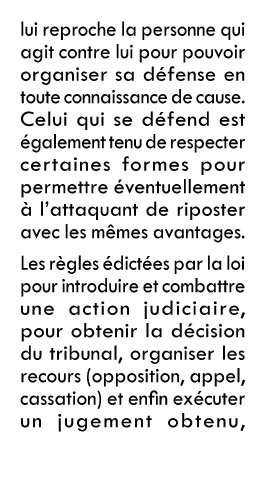 lui reproche la personne qui
agit contre lui pour pouvoir
organiser sa défense en
toute connaissance de cause.
Celui qui se défend est
également tenu de respecter
certaines formes pour
permettre éventuellement
à l'attaquant de riposter
avec les mêmes avantages.
Les règles édictées par la loi
pour introduire et combattre
une action judiciaire,
pour obtenir la décision
du tribunal, organiser les
recours (opposition, appel,
cassation) et enfin exécuter
un jugement obtenu,